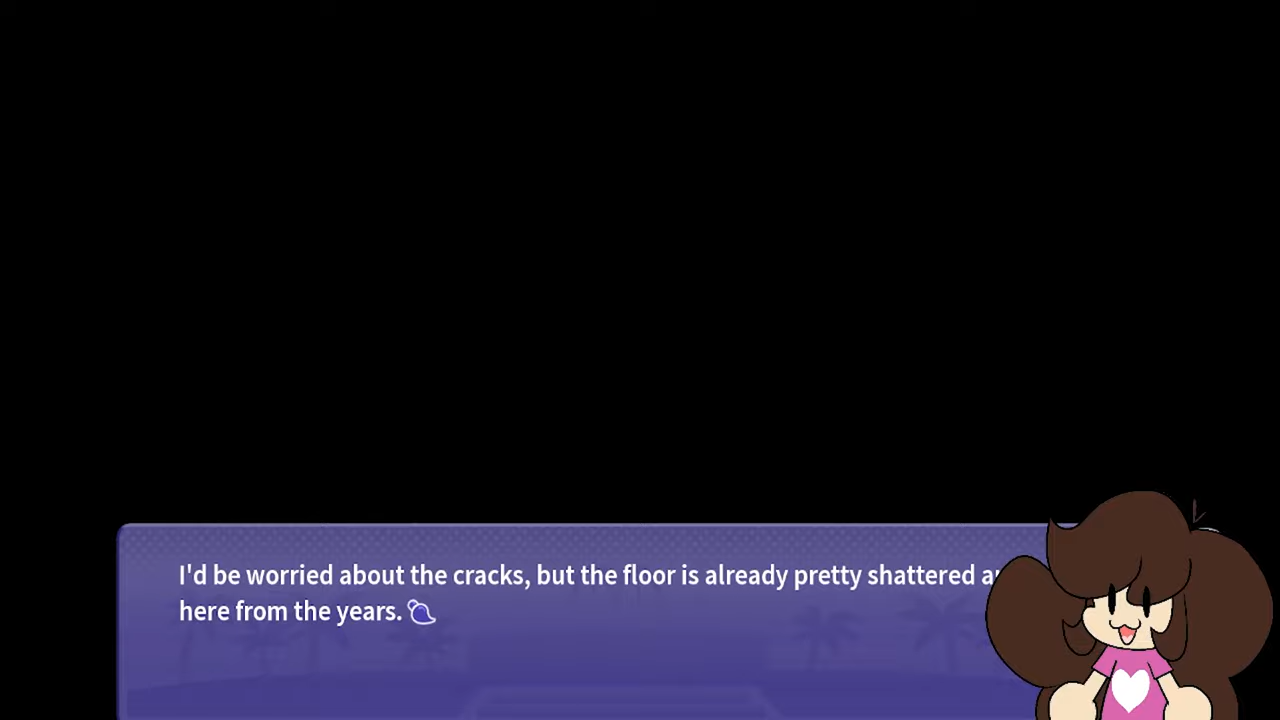 I'd be worried about the cracks, but the floor is already pretty shattered
here from the years.